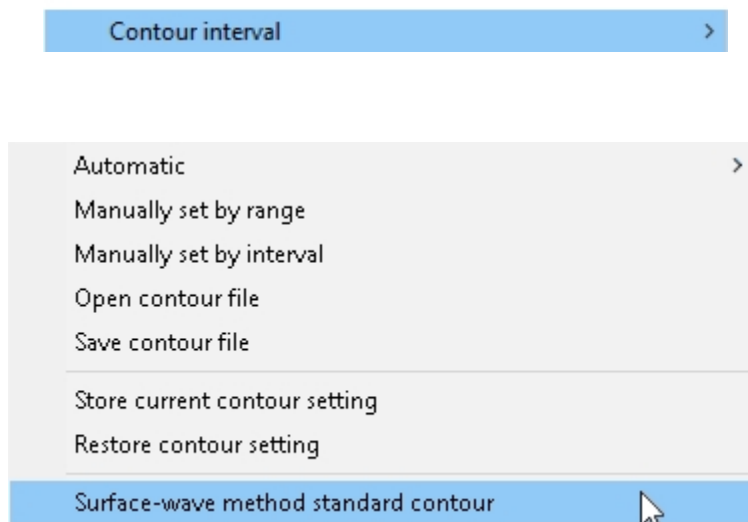 Contour interval
Automatic
Manually set by range
Manually set by interval
Open contour file
Save contour file
Store current contour setting
Restore contour setting
Surface-wave method standard contour